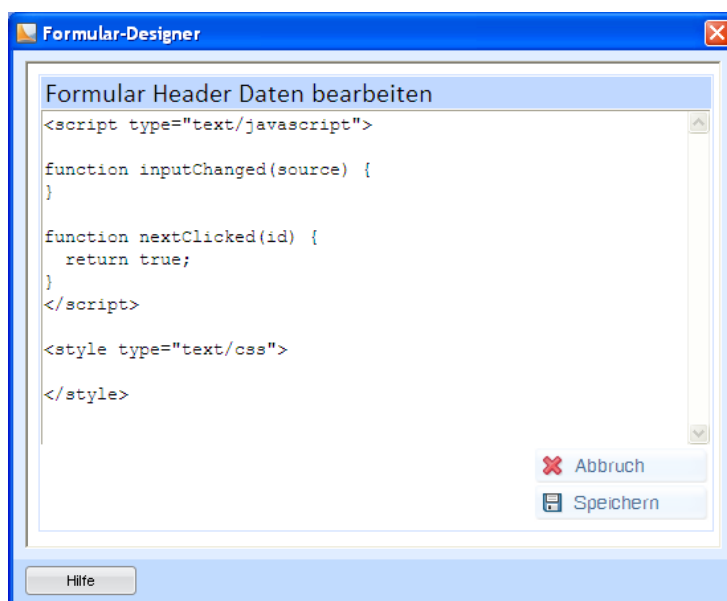 Formular-Designer
Formular Header Daten bearbeiten
<script type="text/javascript">
function inputChanged(source) {
}
function nextClicked(id) {
  return true;
}
</script>
<style type="text/css">
</style>
Abbruch
Speichern
Hilfe